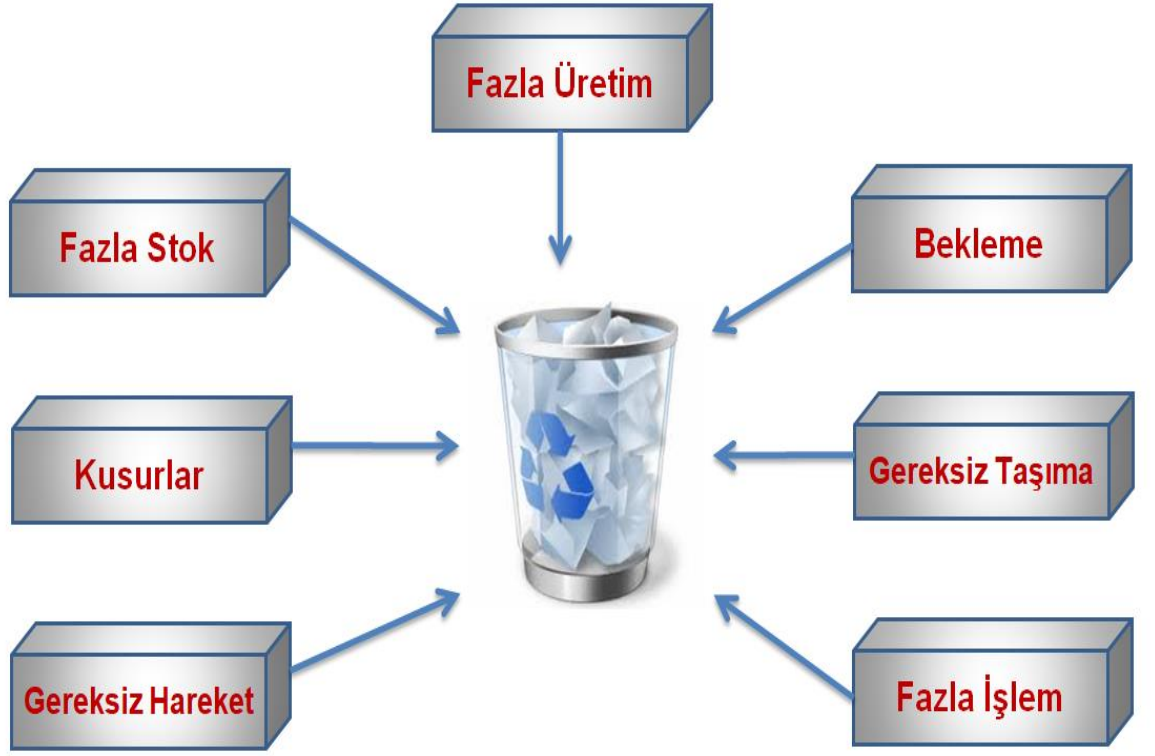 Fazla Üretim
Fazla Stok
Bekleme
Kusurlar
Gereksiz Taşıma
Gereksiz Hareket
Fazla İşlem